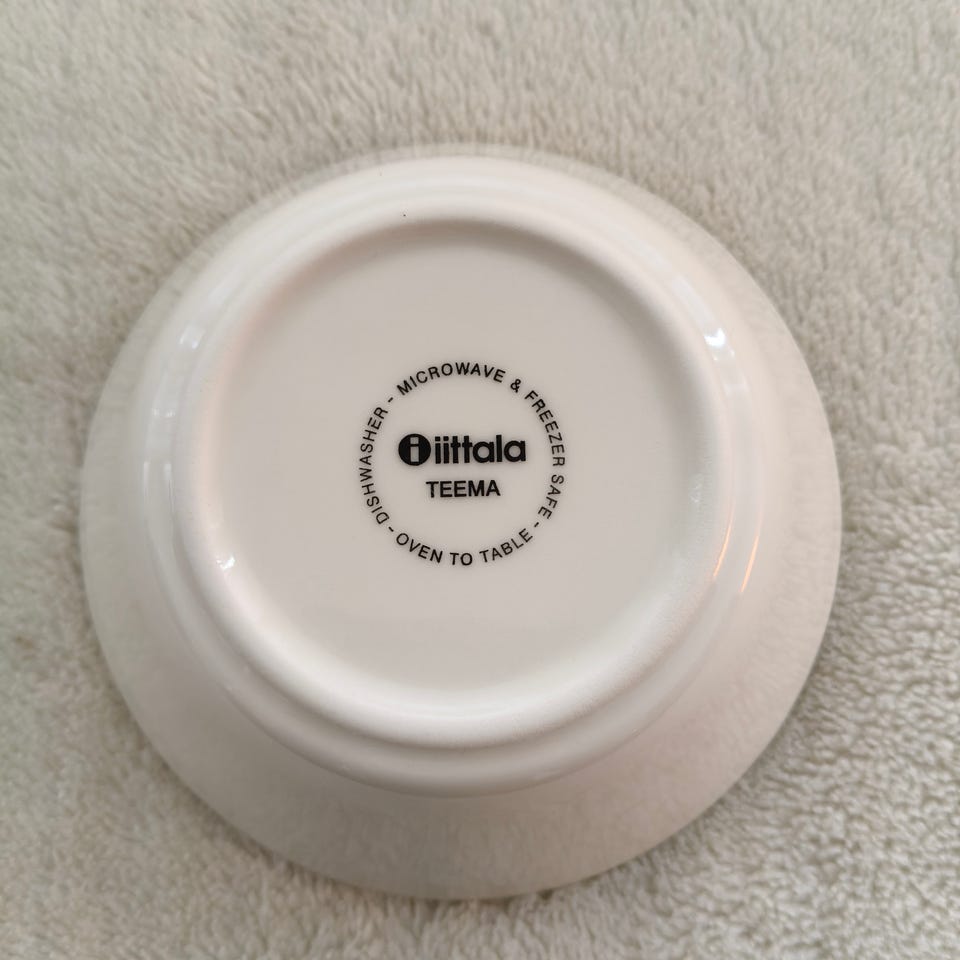 DISHWASHER - MICROWAVE & FREEZER SAFE - OVEN TO TABLE -
i iittala
TEEMA